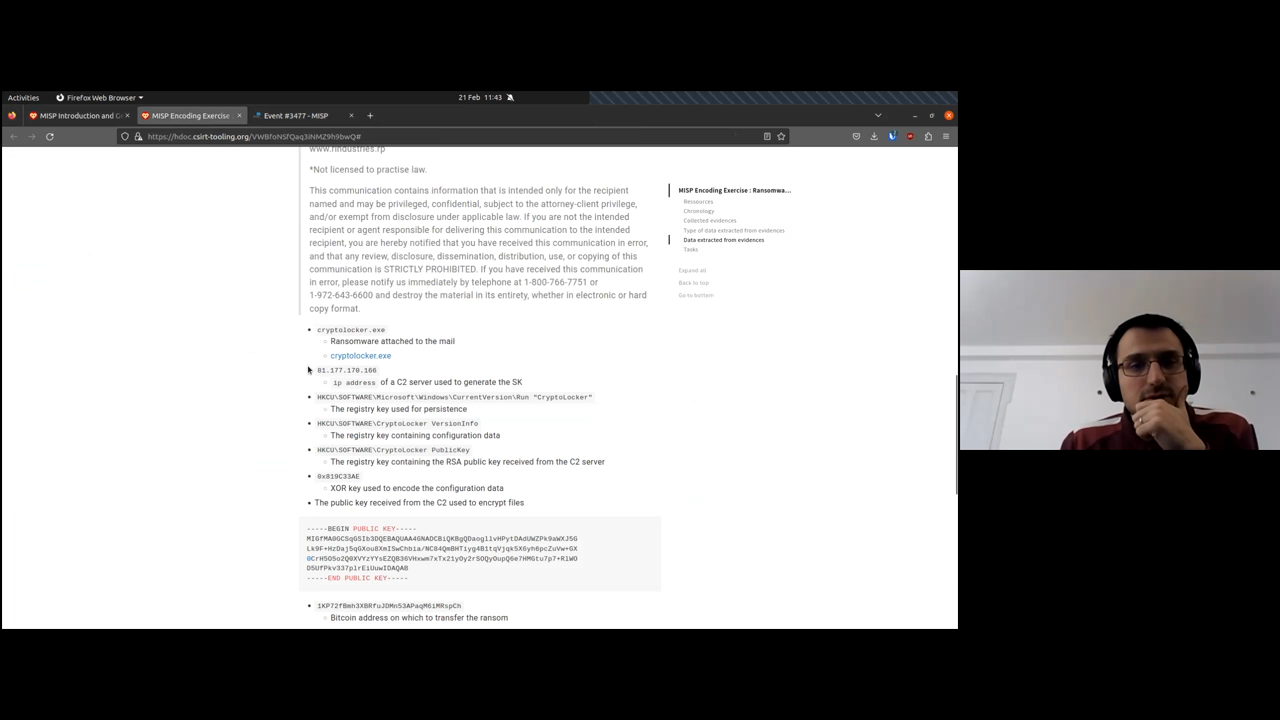 Activities
Firefox Web Browser
21 Feb 11:43
MISP Introduction and G
MISP Encoding Exercise
Event #3477 - MISP
https://hdoc.csirt-tooling.org/
www.rindustries.rp
*Not licensed to practise law.
This communication contains information that is intended only for the recipient
named and may be privileged, confidential, subject to the attorney-client privilege,
and/or exempt from disclosure under applicable law. If you are not the intended
recipient or agent responsible for delivering this communication to the intended
recipient, you are hereby notified that you have received this communication in error,
and that any review, disclosure, dissemination, distribution, use, or copying of this
communication is STRICTLY PROHIBITED. If you have received this communication
in error, please notify us immediately by telephone at 1-800-766-7751 or
1-972-643-6600 and destroy the material in its entirety, whether in electronic or hard
copy format.
cryptolocker.exe
Ransomware attached to the mail
cryptolocker.exe
81.177.170.166
ip address of a C2 server used to generate the SK
HKCU\SOFTWARE\Microsoft\Windows\CurrentVersion\Run "CryptoLocker"
The registry key used for persistence
HKCU\SOFTWARE\CryptoLocker VersionInfo
The registry key containing configuration data
HKCU\SOFTWARE\CryptoLocker PublicKey
The registry key containing the RSA public key received from the C2 server
0x819C33AE
XOR key used to encode the configuration data
The public key received from the C2 used to encrypt files
-----BEGIN PUBLIC KEY-----
-----END PUBLIC KEY-----
Bitcoin address on which to transfer the ransom
MISP Encoding Exercise : Ransomwa...
Ressources
Chronology
Collected evidences
Type of data extracted from evidences
Data extracted from evidences
Tasks
Expand all
Back to top
Go to bottom